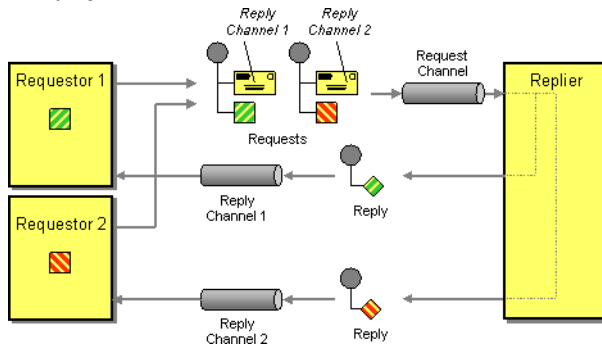 Reply
Channel 1
Reply
Channel 2
Request
Channel
Requestor 1
Replier
Requests
Reply
Channel 1
Reply
Requestor 2
Reply
Channel 2
Reply